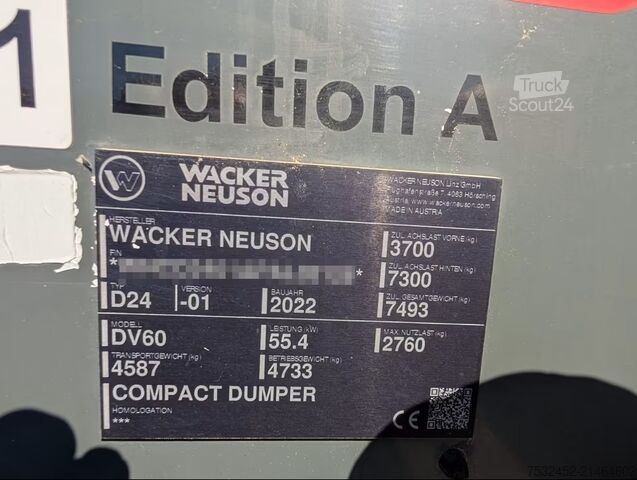 1
Edition A
Truck
Scout24
W
WACKER
NEUSON
WACKER NEUSON Linz GmbH
Flughafenstraße 7, 4063 Hörsching
Austria, www.wackerneuson.com
MADE IN AUSTRIA
HERSTELLER
WACKER NEUSON
FIN
* *
TYP VERSION BAUJAHR
D24 -01 2022
MODELL LEISTUNG (kW)
DV60 55.4
TRANSPORTGEWICHT (kg) BETRIEBSGEWICHT (kg)
4587 4733
COMPACT DUMPER
HOMOLOGATION
***
ZUL. ACHSLAST VORNE (kg)
3700
ZUL. ACHSLAST HINTEN (kg)
7300
ZUL. GESAMTGEWICHT (kg)
7493
MAX. NUTZLAST (kg)
2760
CE